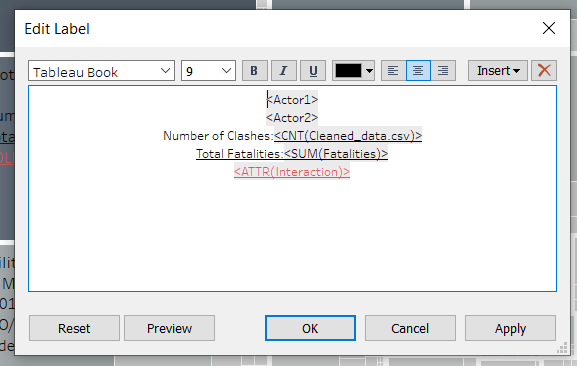 Edit Label
Tableau Book 9 B I U Insert
<Actor1>
<Actor2>
Number of Clashes:<CNT(Cleaned_data.csv)>
Total Fatalities:<SUM(Fatalities)>
<ATTR(Interaction)>
Reset Preview OK Cancel Apply